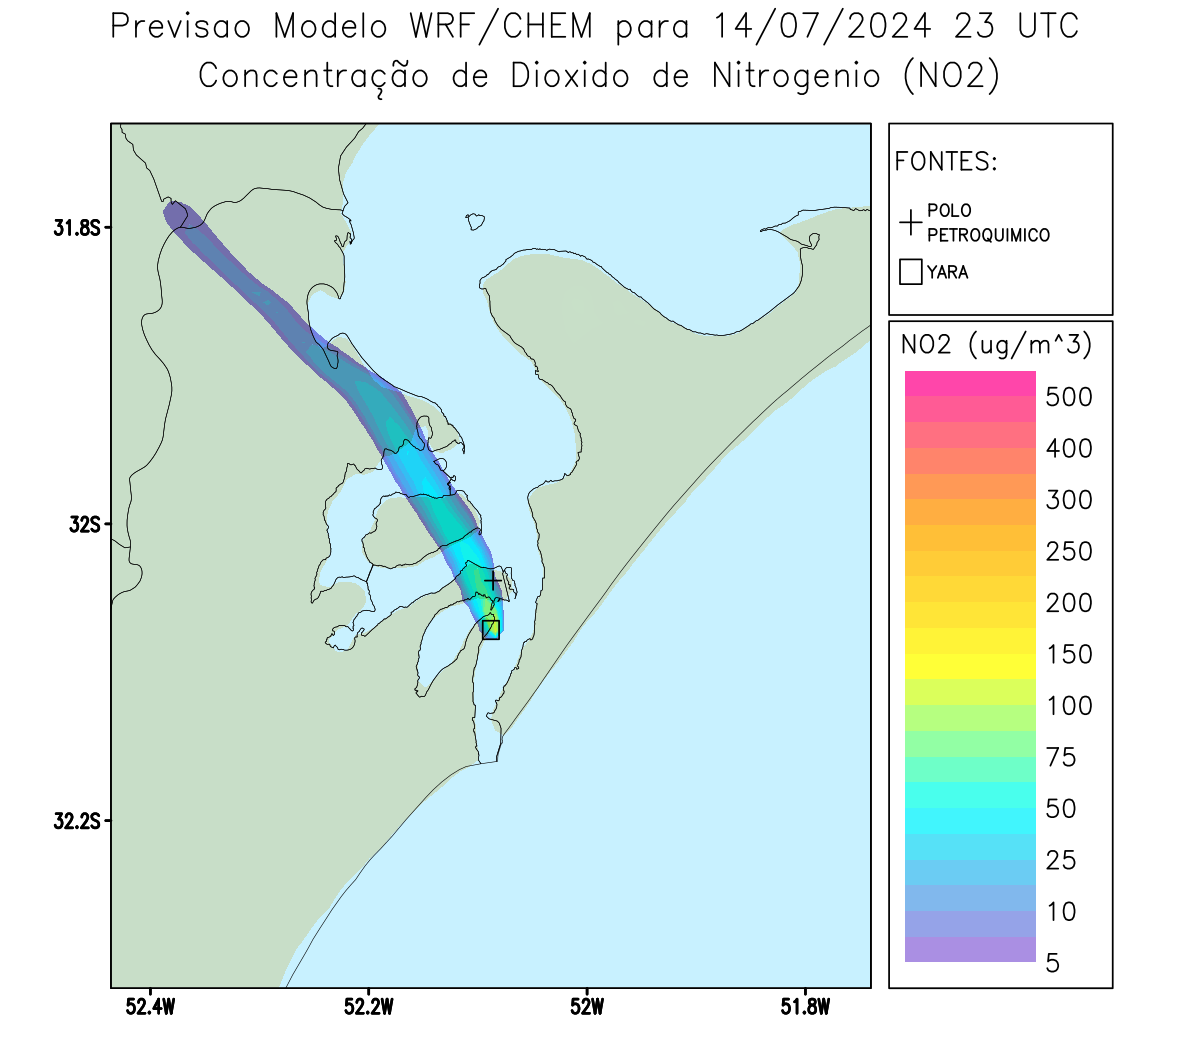 Previsao Modelo WRF/CHEM para 14/07/2024 23 UTC
Concentração de Dioxido de Nitrogenio (NO2)
FONTES:
POLO
PETROQUIMICO
YARA
NO2 (ug/m^3)
500
400
300
250
200
150
100
75
50
25
10
5
31.8S
32S
32.2S
52.4W
52.2W
52W
51.8W